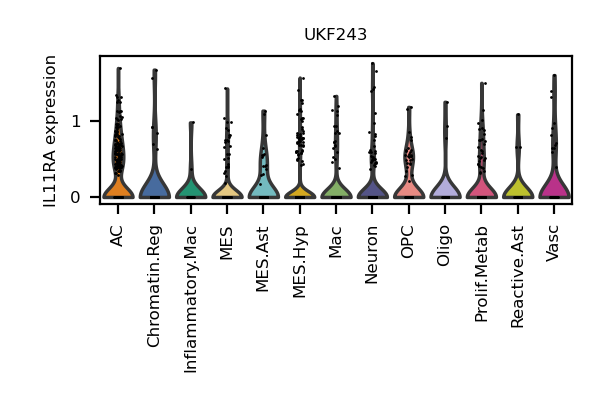 UKF243
IL11RA expression
1
0
AC
Chromatin.Reg
Inflammatory.Mac
MES
MES.Ast
MES.Hyp
Mac
Neuron
OPC
Oligo
Prolif.Metab
Reactive.Ast
Vasc